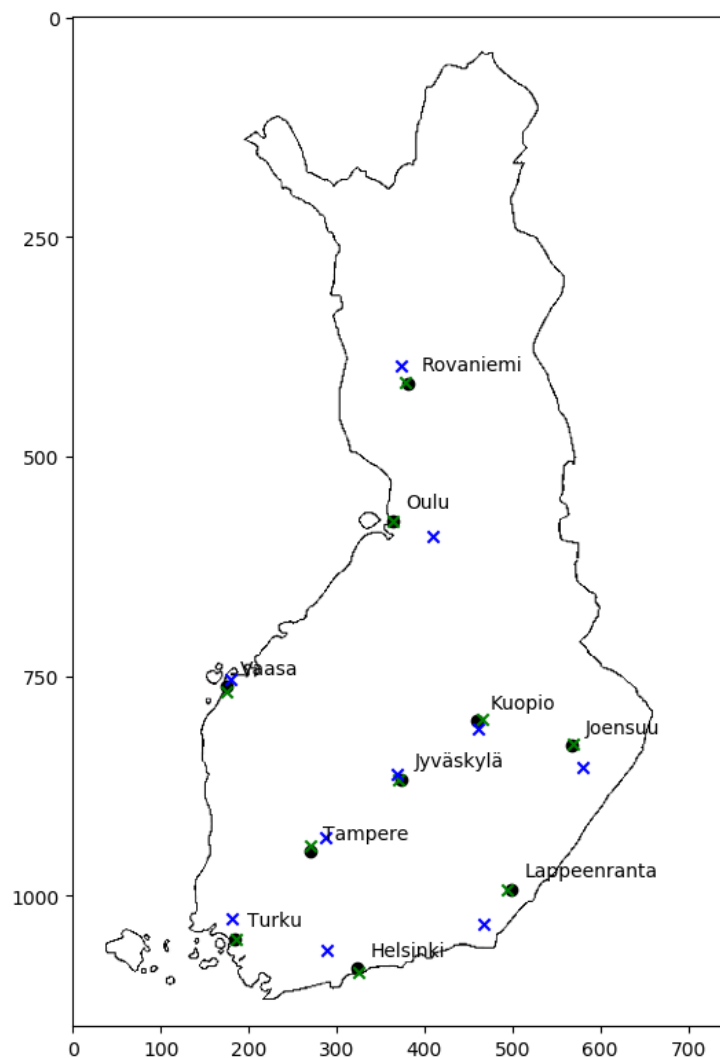 0
250
Rovaniemi
500
Oulu
Vaasa
750
Kuopio
Joensuu
Jyväskylä
Tampere
Lappeenranta
1000
Turku
Helsinki
0 100 200 300 400 500 600 700